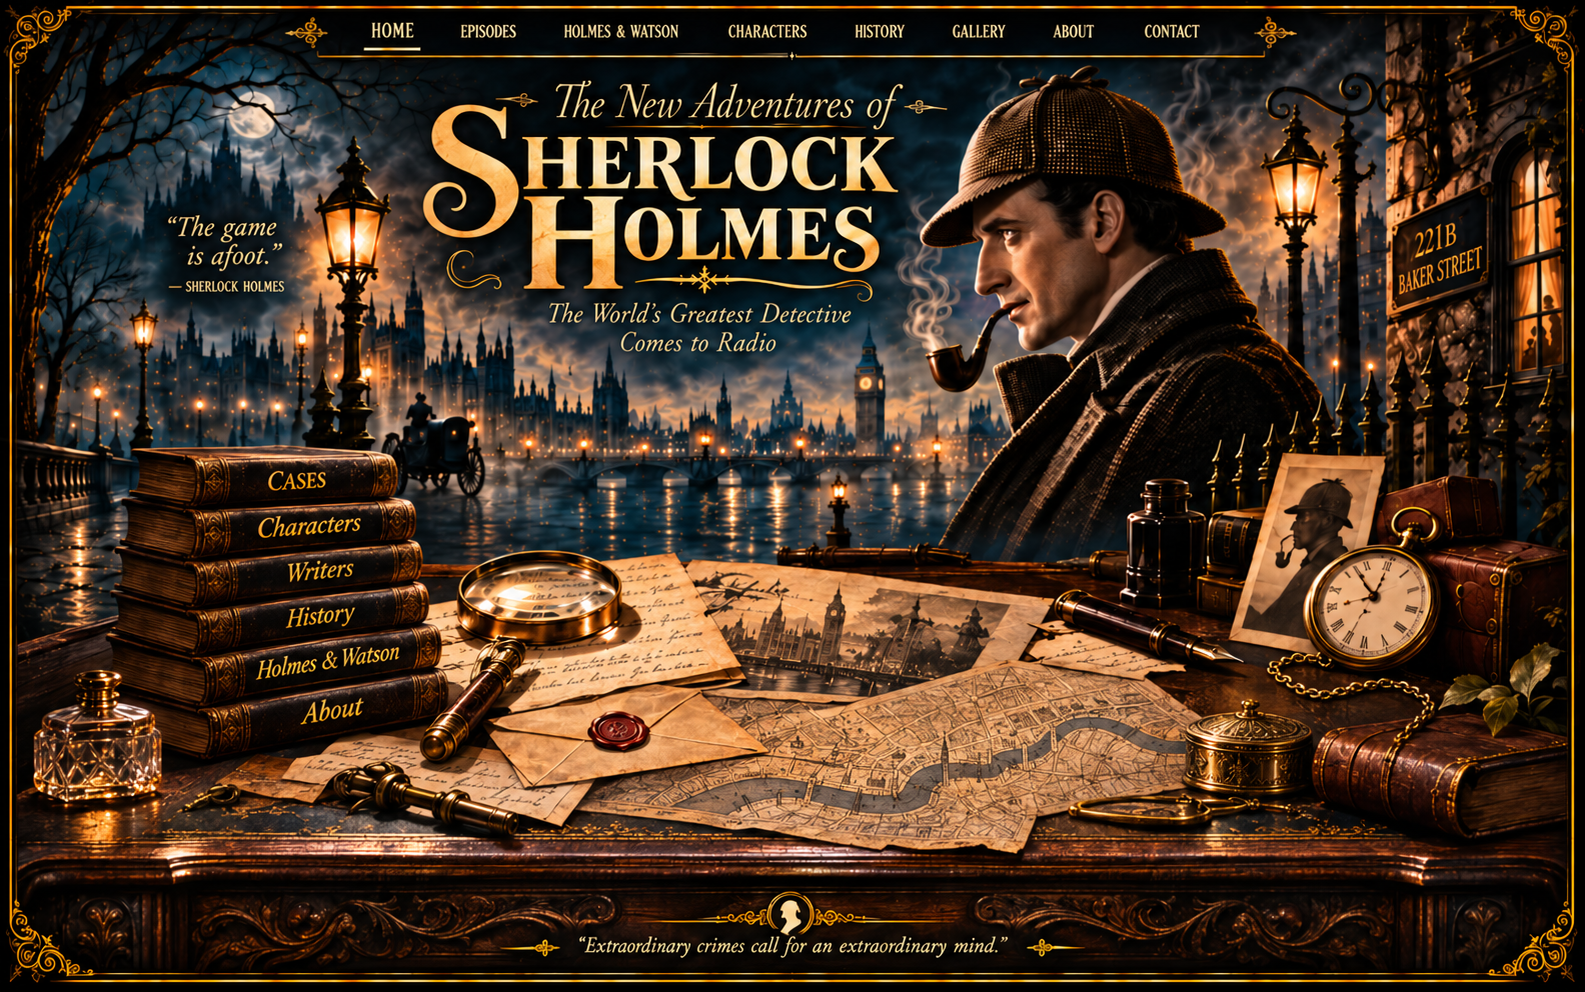 HOME
EPISODES
HOLMES & WATSON
CHARACTERS
HISTORY
GALLERY
ABOUT
CONTACT
The New Adventures of
SHERLOCK
HOLMES
The World's Greatest Detective
Comes to Radio
“The game
is afoot.”
— SHERLOCK HOLMES
221B
BAKER STREET
CASES
Characters
Writers
History
Holmes & Watson
About
“Extraordinary crimes call for an extraordinary mind.”